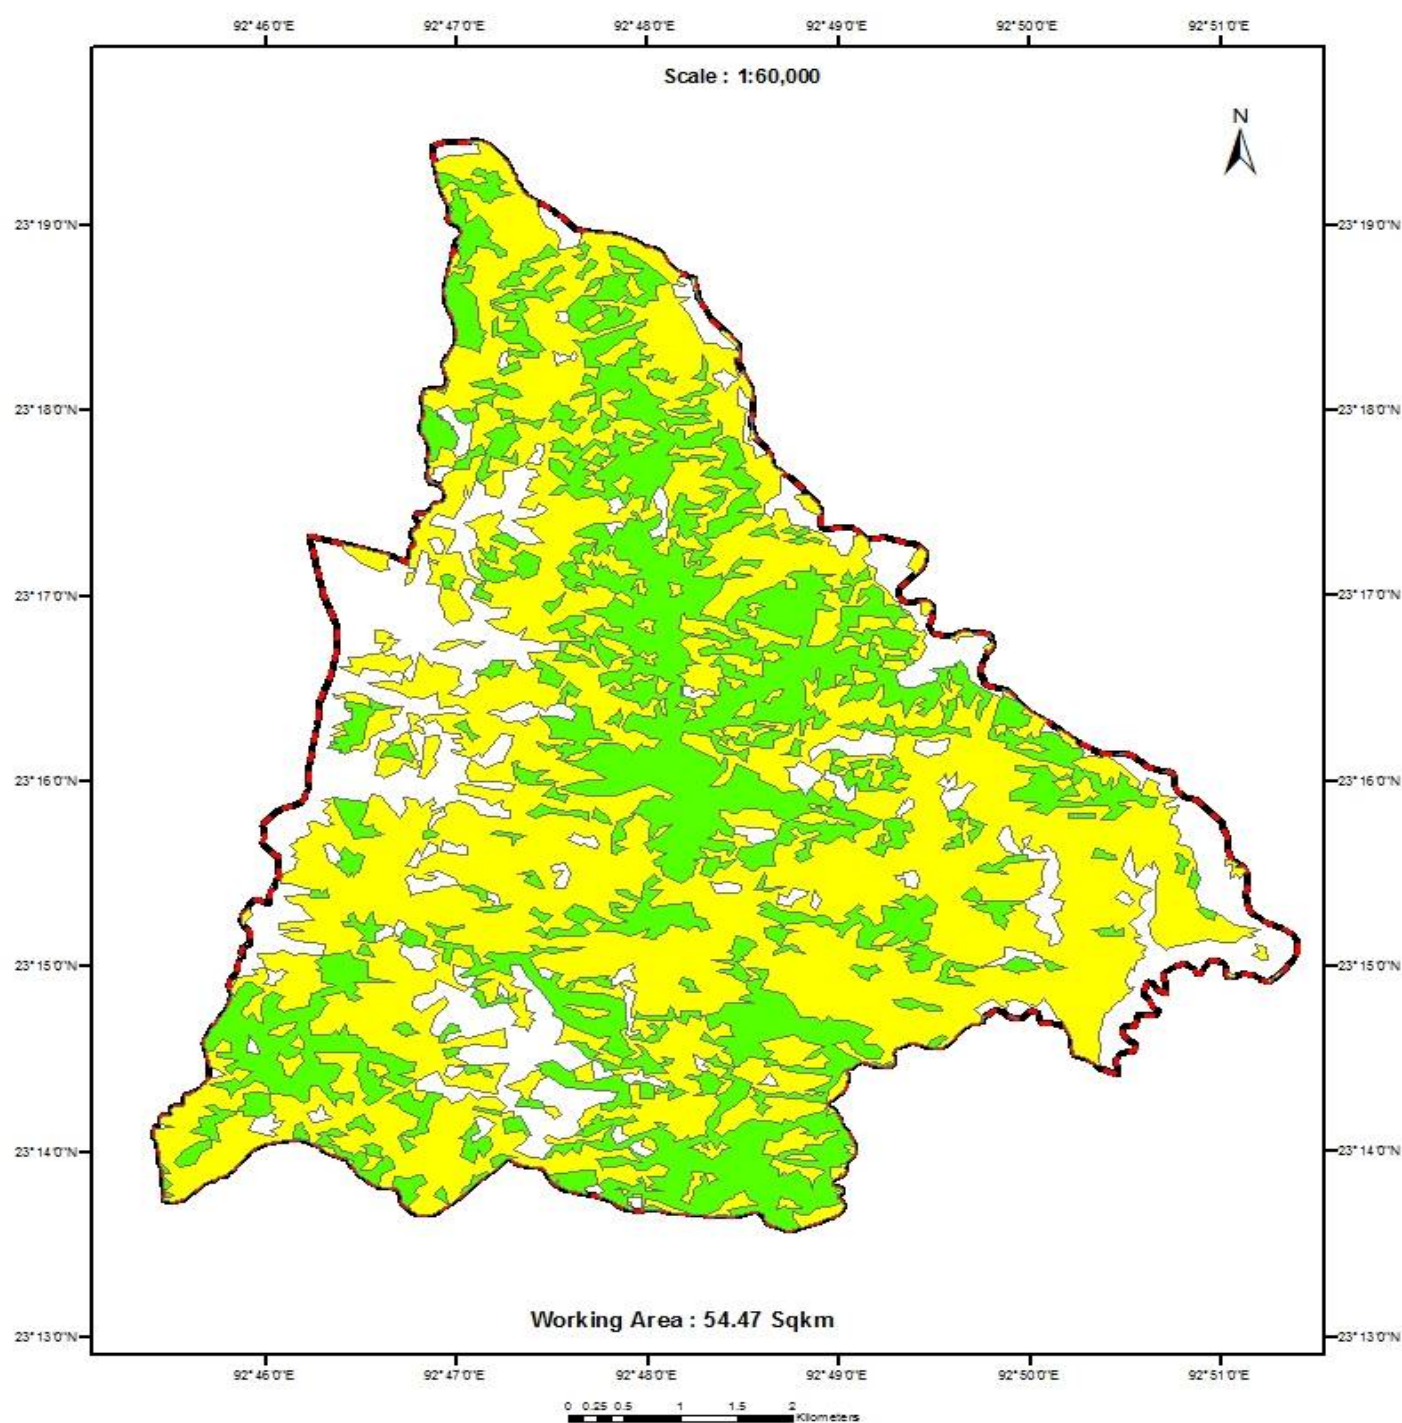 92°46'0"E 92°47'0"E 92°48'0"E 92°49'0"E 92°50'0"E 92°51'0"E
Scale : 1:60,000
N
23°19'0"N 23°19'0"N
23°18'0"N 23°18'0"N
23°17'0"N 23°17'0"N
23°16'0"N 23°16'0"N
23°15'0"N 23°15'0"N
23°14'0"N 23°14'0"N
Working Area : 54.47 Sqkm
23°13'0"N 23°13'0"N
92°46'0"E 92°47'0"E 92°48'0"E 92°49'0"E 92°50'0"E 92°51'0"E
0 0.25 0.5 1 1.5 2
Kilometers